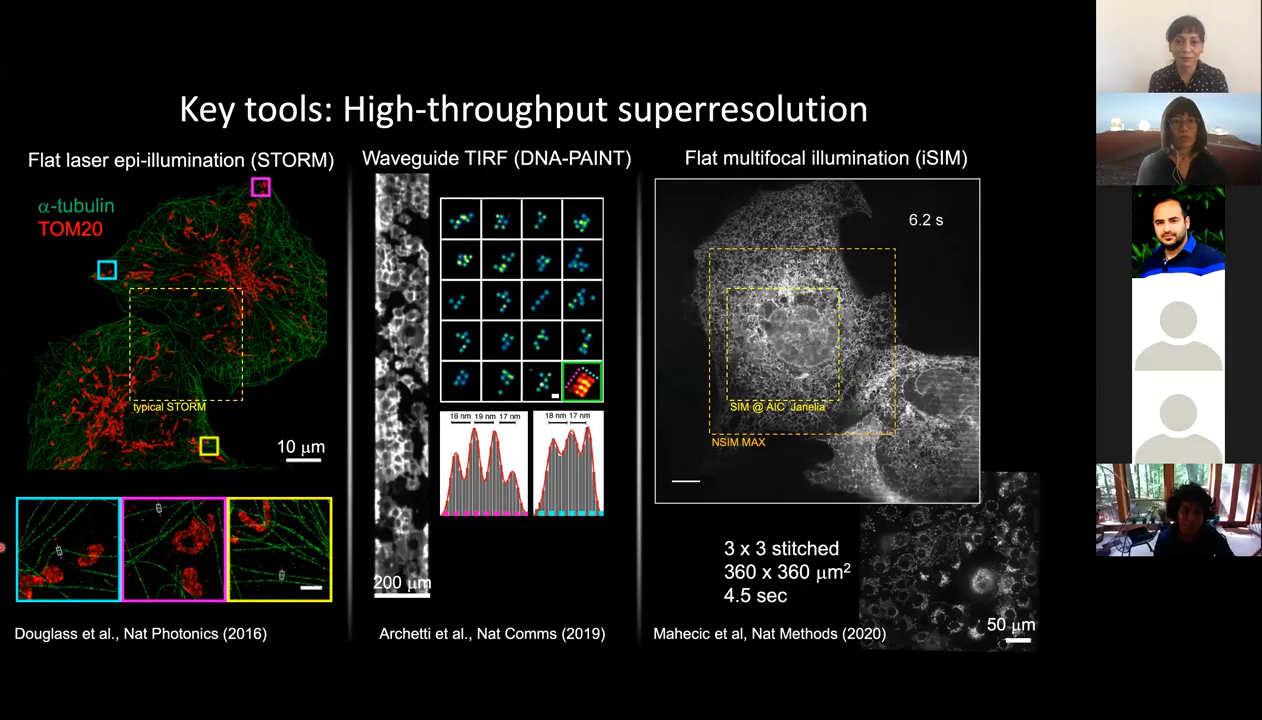 Key tools: High-throughput superresolution
Flat laser epi-illumination (STORM)
α-tubulin
TOM20
typical STORM
10 μm
Douglass et al., Nat Photonics (2016)
Waveguide TIRF (DNA-PAINT)
18 nm 19 nm 17 nm
18 nm 17 nm
200 μm
Archetti et al., Nat Comms (2019)
Flat multifocal illumination (iSIM)
6.2 s
SIM @ AIC Janelia
NSIM MAX
3 x 3 stitched
360 x 360 μm²
4.5 sec
50 μm
Mahecic et al, Nat Methods (2020)